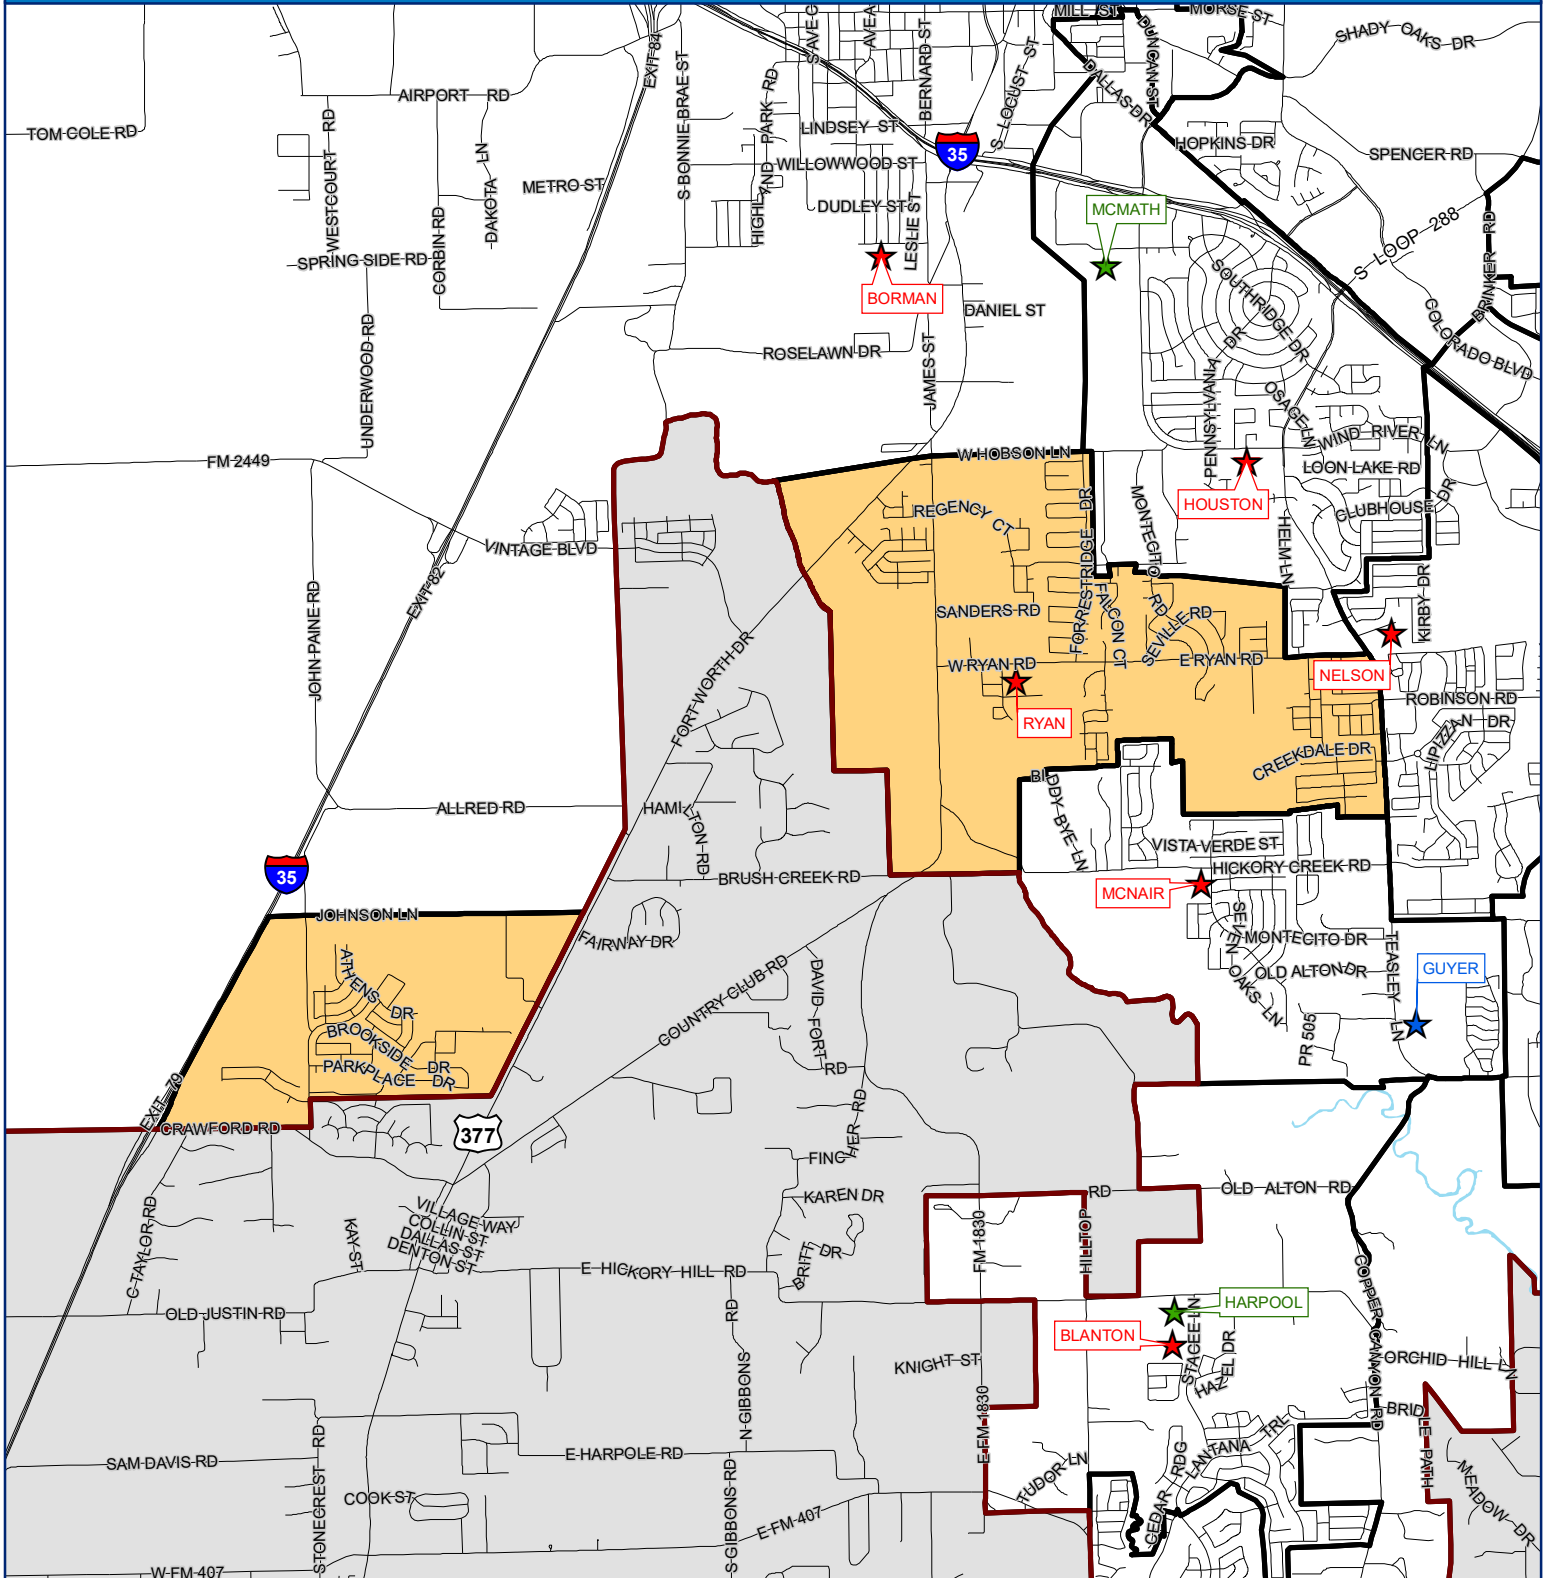 MILL ST
MORSE ST
SHADY OAKS DR
EXIT 84
S AVE C
AVE A
BERNARD ST
S LOCUST ST
DUNCAN ST
DALLAS DR
AIRPORT RD
TOM COLE RD
WESTCOURT RD
DAKOTA LN
METRO ST
S BONNIE BRAE ST
LINDSEY ST
35
WILLOWWOOD ST
DUDLEY ST
LESLIE ST
HOPKINS DR
SPENCER RD
MCMATH
S LOOP 288
BRINKER RD
CORBIN RD
SPRING SIDE RD
BORMAN
DANIEL ST
SOUTHRIDGE DR
COLORADO BLVD
UNDERWOOD RD
ROSELAWN DR
JAMES ST
PENNSYLVANIA DR
OSAGE LN
WIND RIVER LN
FM 2449
W HOBSON LN
LOON LAKE RD
HOUSTON
CLUBHOUSE DR
REGENCY CT
FORRESTRIDGE DR
MONTECITO RD
HELM LN
VINTAGE BLVD
EXIT 82
JOHN PAINE RD
SANDERS RD
FALCON CT
SEVILLE RD
KIRBY DR
FORT WORTH DR
W RYAN RD
E RYAN RD
NELSON
RYAN
ROBINSON RD
LIPIZZAN DR
CREEKDALE DR
ALLRED RD
HAMILTON RD
BIDDY BYE LN
VISTA VERDE ST
HICKORY CREEK RD
35
BRUSH CREEK RD
MCNAIR
JOHNSON LN
FAIRWAY DR
SEVEN OAKS LN
MONTECITO DR
TEASLEY LN
GUYER
ATHENS DR
COUNTRY CLUB RD
DAVID FORT RD
OLD ALTON DR
PR 505
BROOKSIDE DR
PARKPLACE DR
EXIT 79
CRAWFORD RD
377
FINCHER RD
KAREN DR
OLD ALTON RD
C TAYLOR RD
KAY ST
VILLAGE WAY
COLLIN ST
DALLAS ST
DENTON ST
BRITT DR
FM 1830
HILLTOP RD
COPPER CANYON RD
E HICKORY HILL RD
OLD JUSTIN RD
HARPOOL
BLANTON
STACEE LN
HAZEL DR
KNIGHT ST
ORCHID HILL LN
N GIBBONS RD
E FM 1830
BRIDLE PATH
SAM DAVIS RD
STONECREST RD
E HARPOLE RD
LANTANA TRL
CEDAR RDG
TUDOR LN
MEADOW DR
COOK ST
S GIBBONS RD
E FM 407
W FM 407